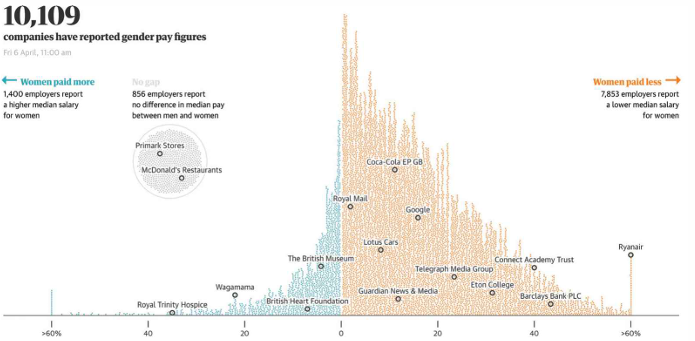 10,109
companies have reported gender pay figures
Fri 6 April, 11.00 am
← Women paid more
1,400 employers report
a higher median salary
for women
No gap
856 employers report
no difference in median pay
between men and women
Women paid less →
7,853 employers report
a lower median salary
for women
Primark Stores
McDonald's Restaurants
Coca-Cola EP GB
Royal Mail
Google
Lotus Cars
Ryanair
The British Museum
Connect Academy Trust
Telegraph Media Group
Wagamama
Guardian News & Media
Eton College
Royal Trinity Hospice
British Heart Foundation
Barclays Bank PLC
>60%
40
20
0
20
40
>60%